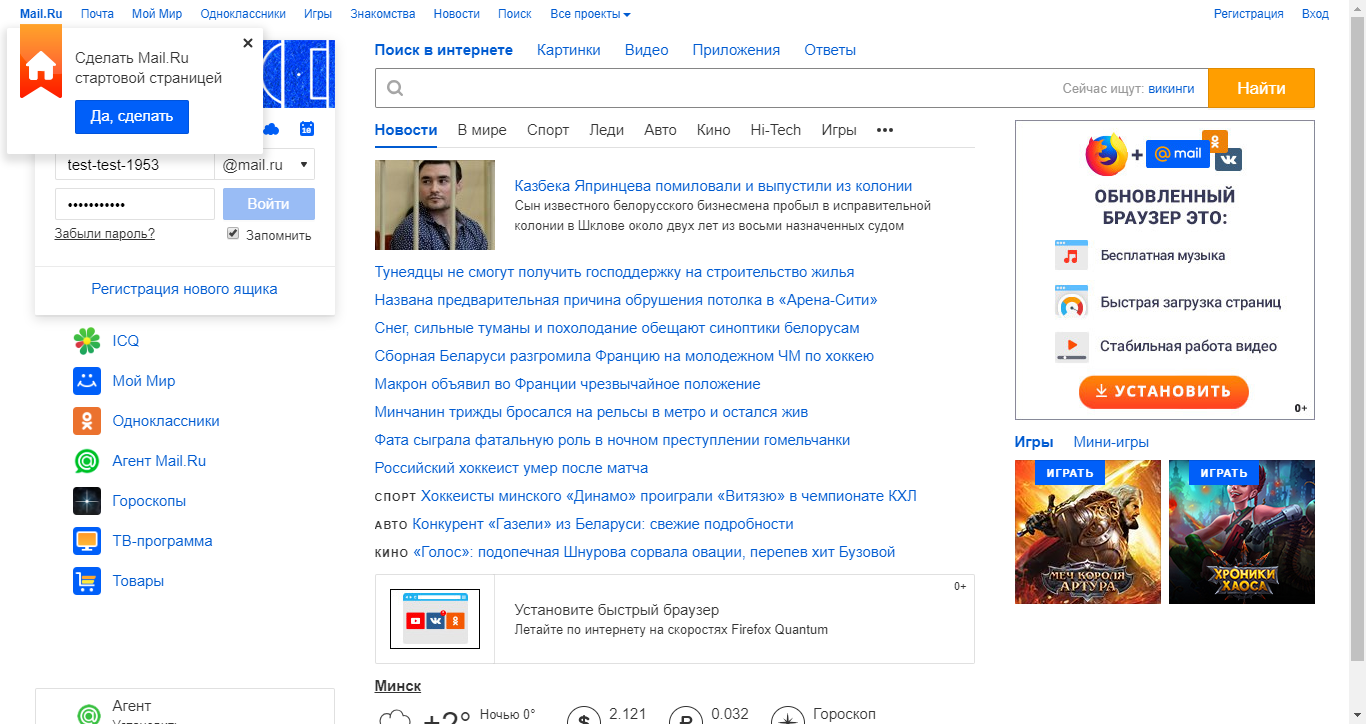 Mail.Ru Почта Мой Мир Одноклассники Игры Знакомства Новости Поиск Все проекты Регистрация Вход
Сделать Mail.Ru
стартовой страницей
Да, сделать
10
test-test-1953 @mail.ru
Войти
Забыли пароль? Запомнить
Регистрация нового ящика
ICQ
Мой Мир
Одноклассники
Агент Mail.Ru
Гороскопы
ТВ-программа
Товары
Агент
Поиск в интернете Картинки Видео Приложения Ответы
Сейчас ищут: викинги Найти
Новости В мире Спорт Леди Авто Кино Hi-Tech Игры •••
Казбека Япринцева помиловали и выпустили из колонии
Сын известного белорусского бизнесмена пробыл в исправительной
колонии в Шклове около двух лет из восьми назначенных судом
Тунеядцы не смогут получить господдержку на строительство жилья
Названа предварительная причина обрушения потолка в «Арена-Сити»
Снег, сильные туманы и похолодание обещают синоптики белорусам
Сборная Беларуси разгромила Францию на молодежном ЧМ по хоккею
Макрон объявил во Франции чрезвычайное положение
Минчанин трижды бросался на рельсы в метро и остался жив
Фата сыграла фатальную роль в ночном преступлении гомельчанки
Российский хоккеист умер после матча
СПОРТ Хоккеисты минского «Динамо» проиграли «Витязю» в чемпионате КХЛ
АВТО Конкурент «Газели» из Беларуси: свежие подробности
КИНО «Голос»: подопечная Шнурова сорвала овации, перепев хит Бузовой
0+
Установите быстрый браузер
Летайте по интернету на скоростях Firefox Quantum
Минск
+2° Ночью 0° $ 2.121 ₽ 0.032 Гороскоп
+ @mail
ОБНОВЛЕННЫЙ
БРАУЗЕР ЭТО:
Бесплатная музыка
Быстрая загрузка страниц
Стабильная работа видео
УСТАНОВИТЬ
0+
Игры Мини-игры
ИГРАТЬ ИГРАТЬ
МЕЧ КОРОЛЯ
АРТУРА
ХРОНИКИ
ХАОСА